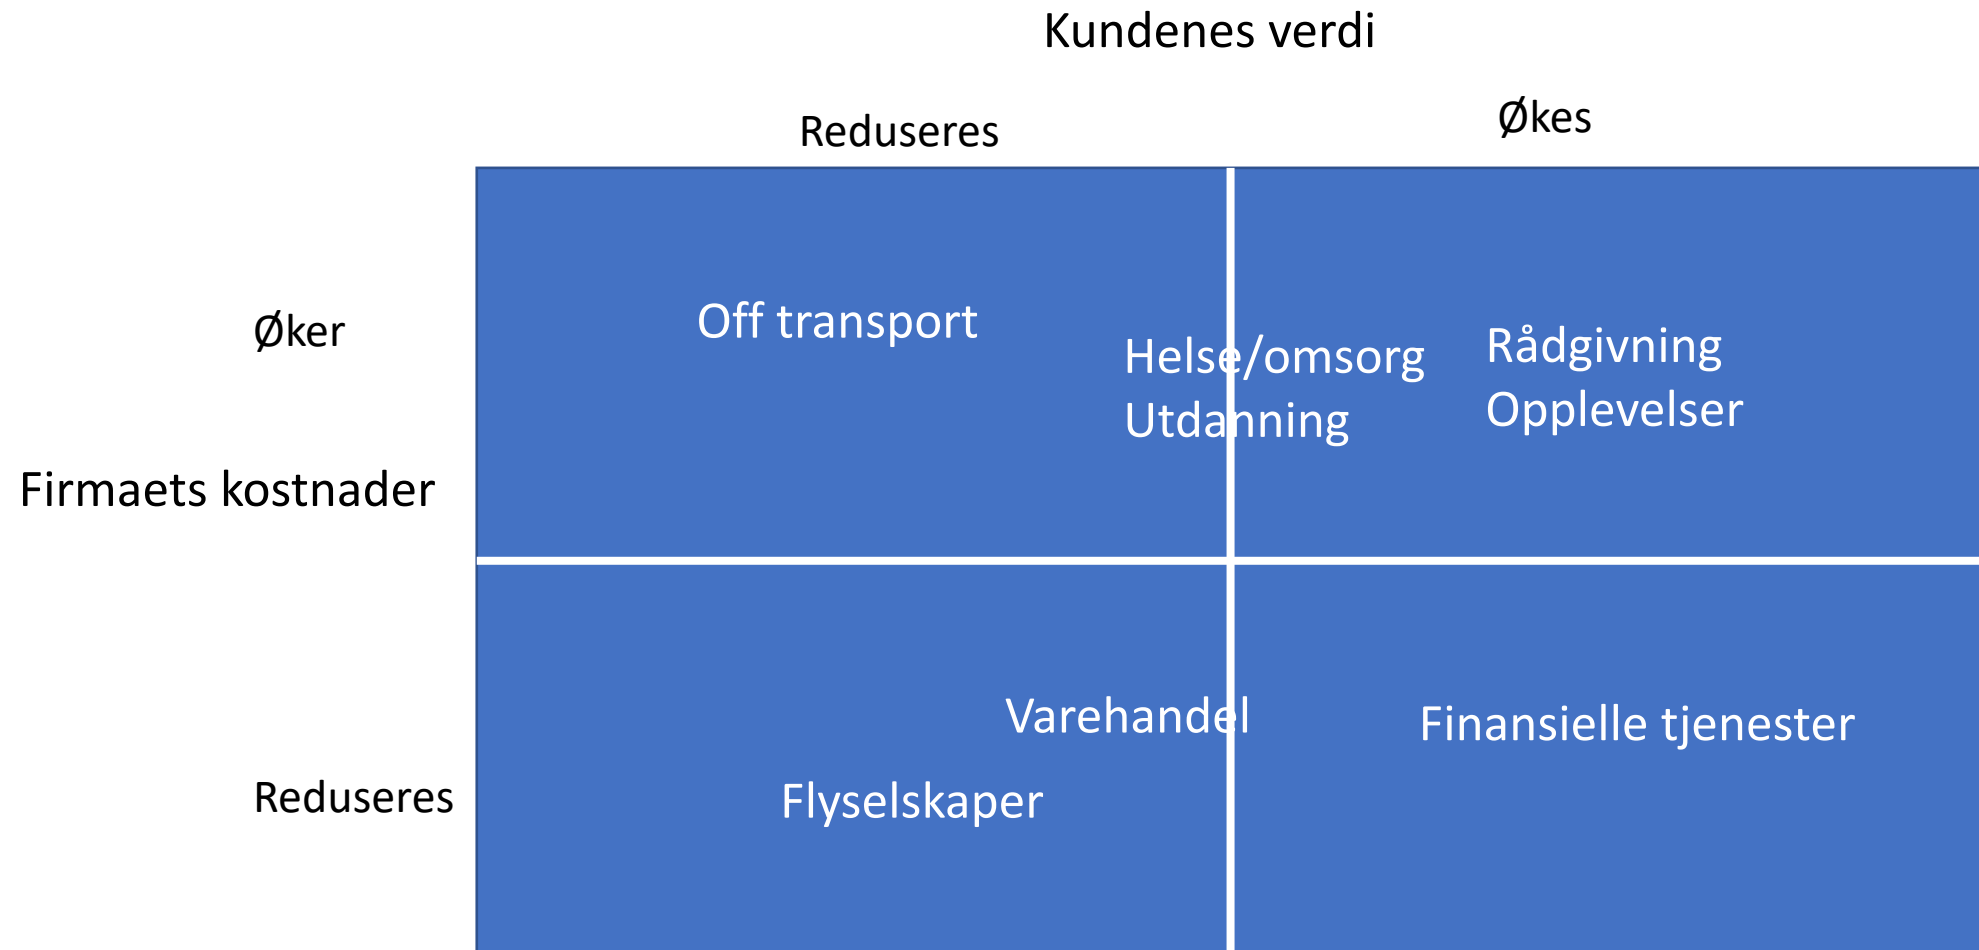 Kundenes verdi
Reduseres
Økes
Øker
Off transport
Helse/omsorg
Utdanning
Rådgivning
Opplevelser
Firmaets kostnader
Varehandel
Finansielle tjenester
Reduseres
Flyselskaper